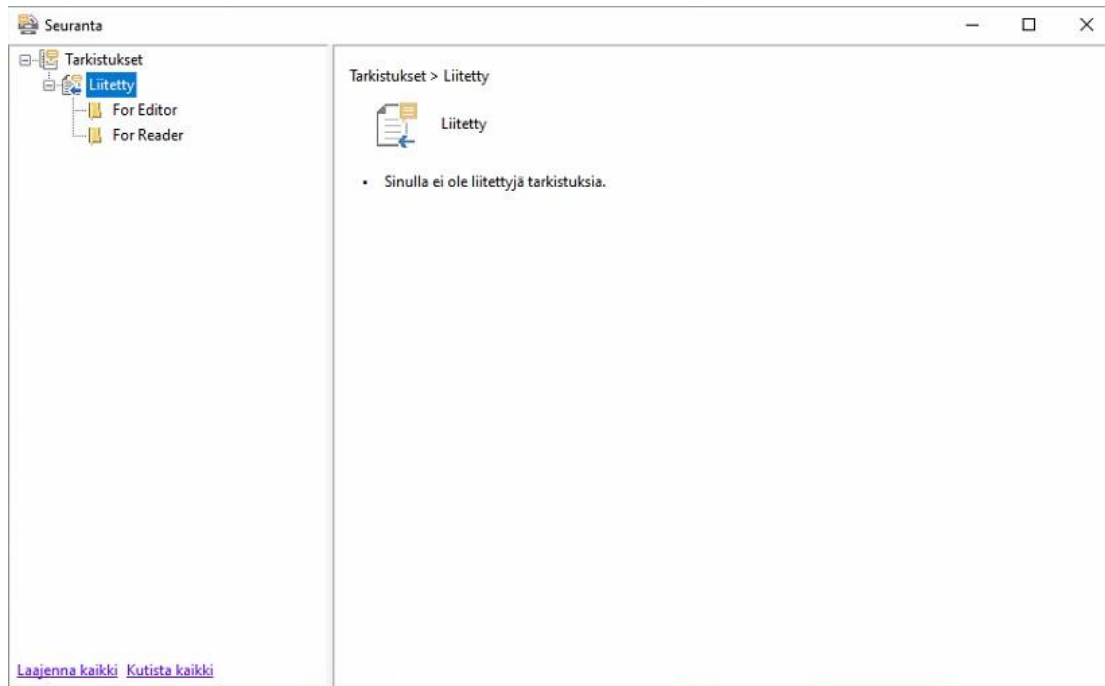 Seuranta
Tarkistukset
Liitetty
For Editor
For Reader
Laajenna kaikki Kutista kaikki
Tarkistukset > Liitetty
Liitetty
• Sinulla ei ole liitettyjä tarkistuksia.